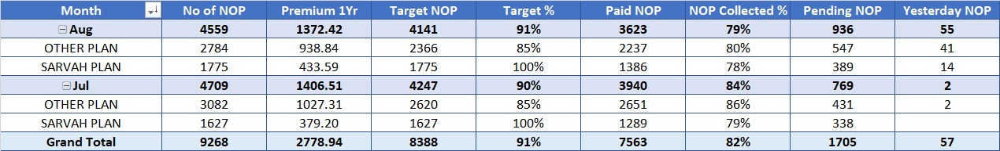 Month No of NOP Premium 1Yr Target NOP Target % Paid NOP NOP Collected % Pending NOP Yesterday NOP
Aug 4559 1372.42 4141 91% 3623 79% 936 55
OTHER PLAN 2784 938.84 2366 85% 2237 80% 547 41
SARVAH PLAN 1775 433.59 1775 100% 1386 78% 389 14
Jul 4709 1406.51 4247 90% 3940 84% 769 2
OTHER PLAN 3082 1027.31 2620 85% 2651 86% 431 2
SARVAH PLAN 1627 379.20 1627 100% 1289 79% 338
Grand Total 9268 2778.94 8388 91% 7563 82% 1705 57